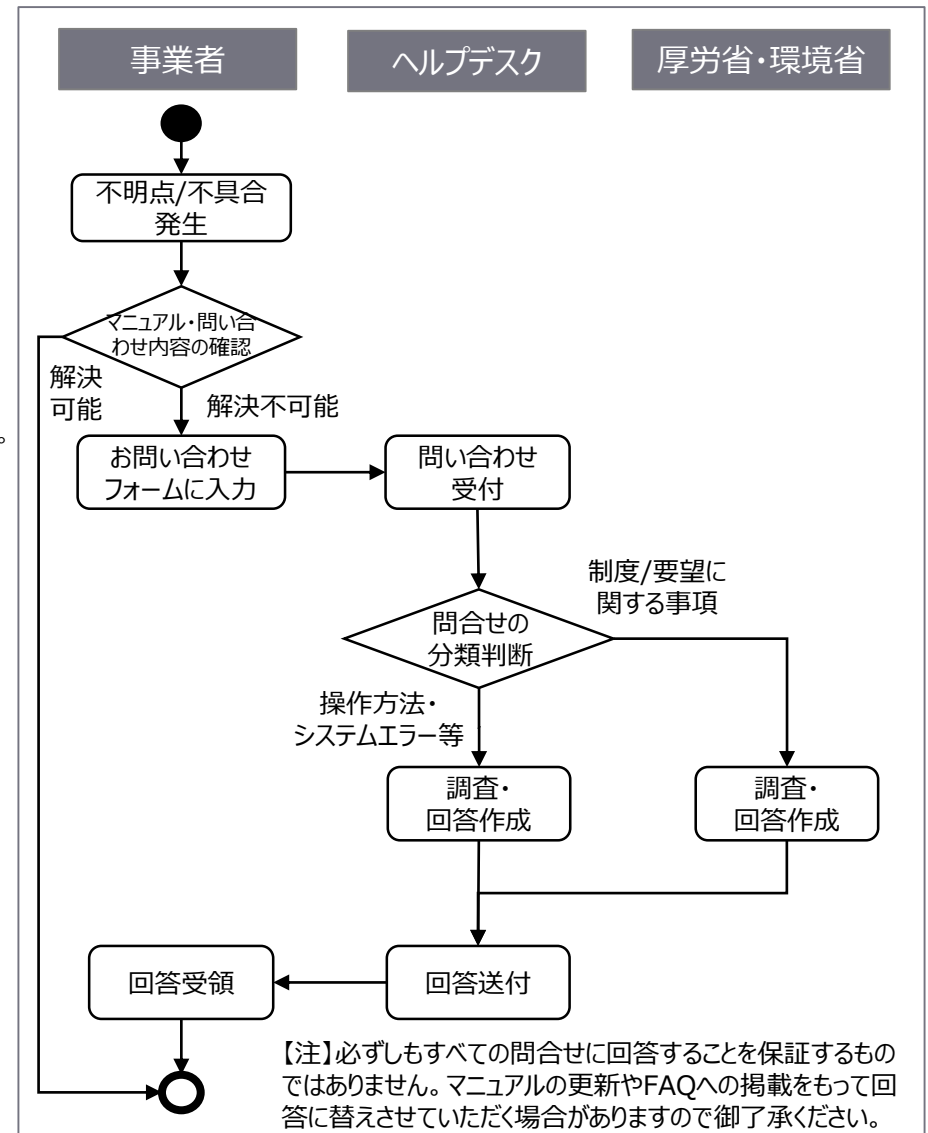 事業者
ヘルプデスク
厚労省・環境省
不明点/不具合
発生
マニュアル・問い合
わせ内容の確認
解決
可能
解決不可能
。
お問い合わせ
フォームに入力
問い合わせ
受付
制度/要望に
関する事項
問合せの
分類判断
操作方法・
システムエラー等
調査・
回答作成
調査・
回答作成
回答受領
回答送付
【注】必ずしもすべての問合せに回答することを保証するもの
ではありません。マニュアルの更新やFAQへの掲載をもって回
答に替えさせていただく場合がありますので御了承ください。